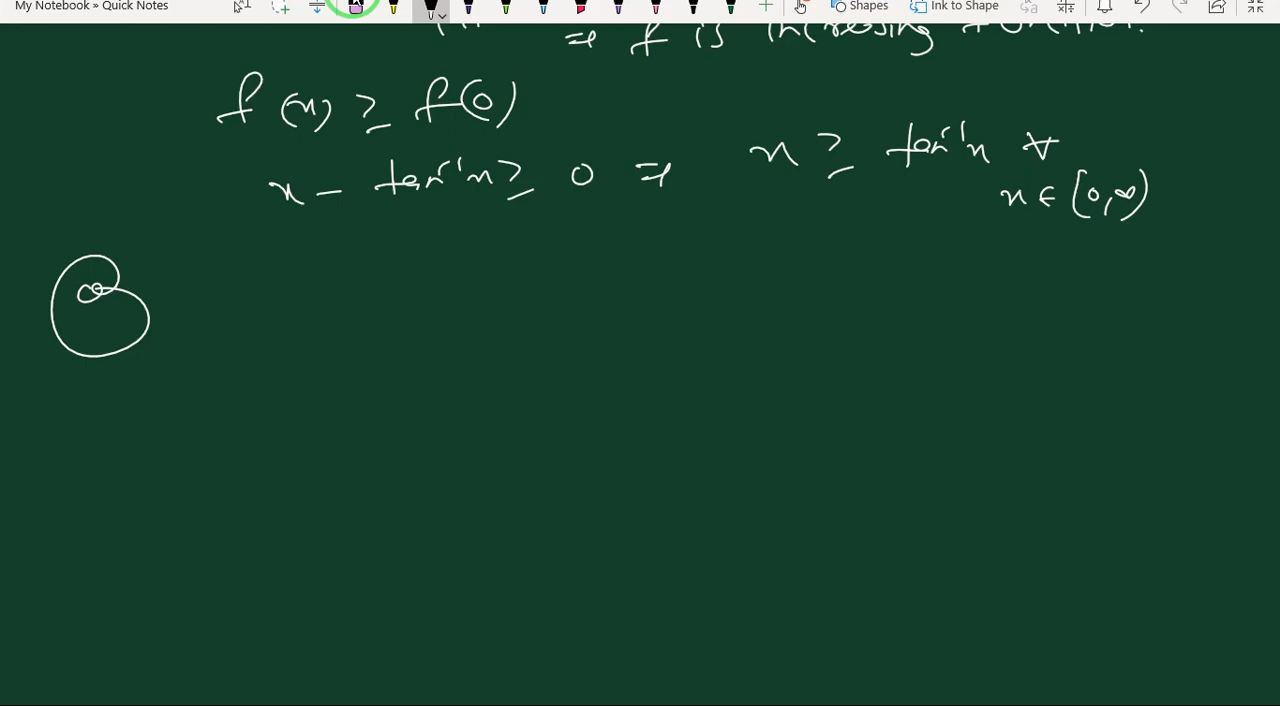 My Notebook » Quick Notes Shapes Ink to Shape
⇒ f is increasing function.
f(x) ≥ f(0)
x − tan⁻¹x ≥ 0 ⇒ x ≥ tan⁻¹x ∀
x ∈ (0, ∞)